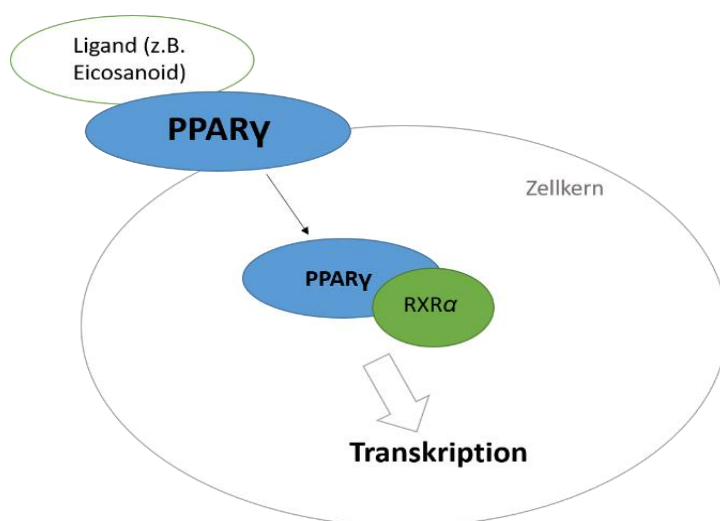 Ligand (z.B.
Eicosanoid)
PPARγ
Zellkern
PPARγ
RXRα
Transkription